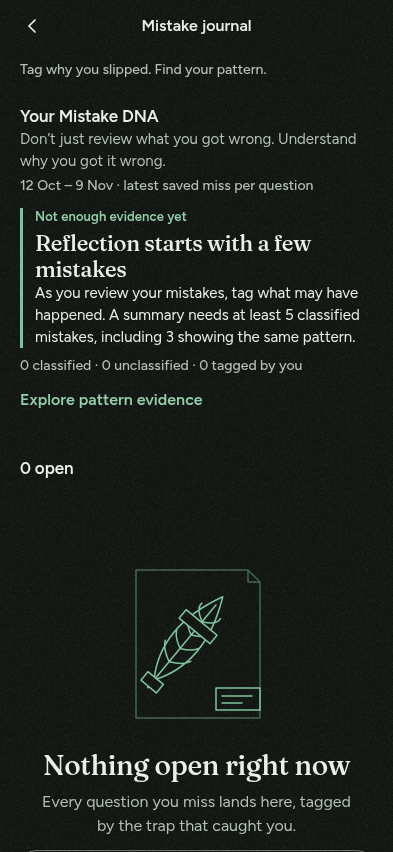 Mistake journal
Tag why you slipped. Find your pattern.
Your Mistake DNA
Don’t just review what you got wrong. Understand
why you got it wrong.
12 Oct – 9 Nov · latest saved miss per question
Not enough evidence yet
Reflection starts with a few
mistakes
As you review your mistakes, tag what may have
happened. A summary needs at least 5 classified
mistakes, including 3 showing the same pattern.
0 classified · 0 unclassified · 0 tagged by you
Explore pattern evidence
0 open
Nothing open right now
Every question you miss lands here, tagged
by the trap that caught you.